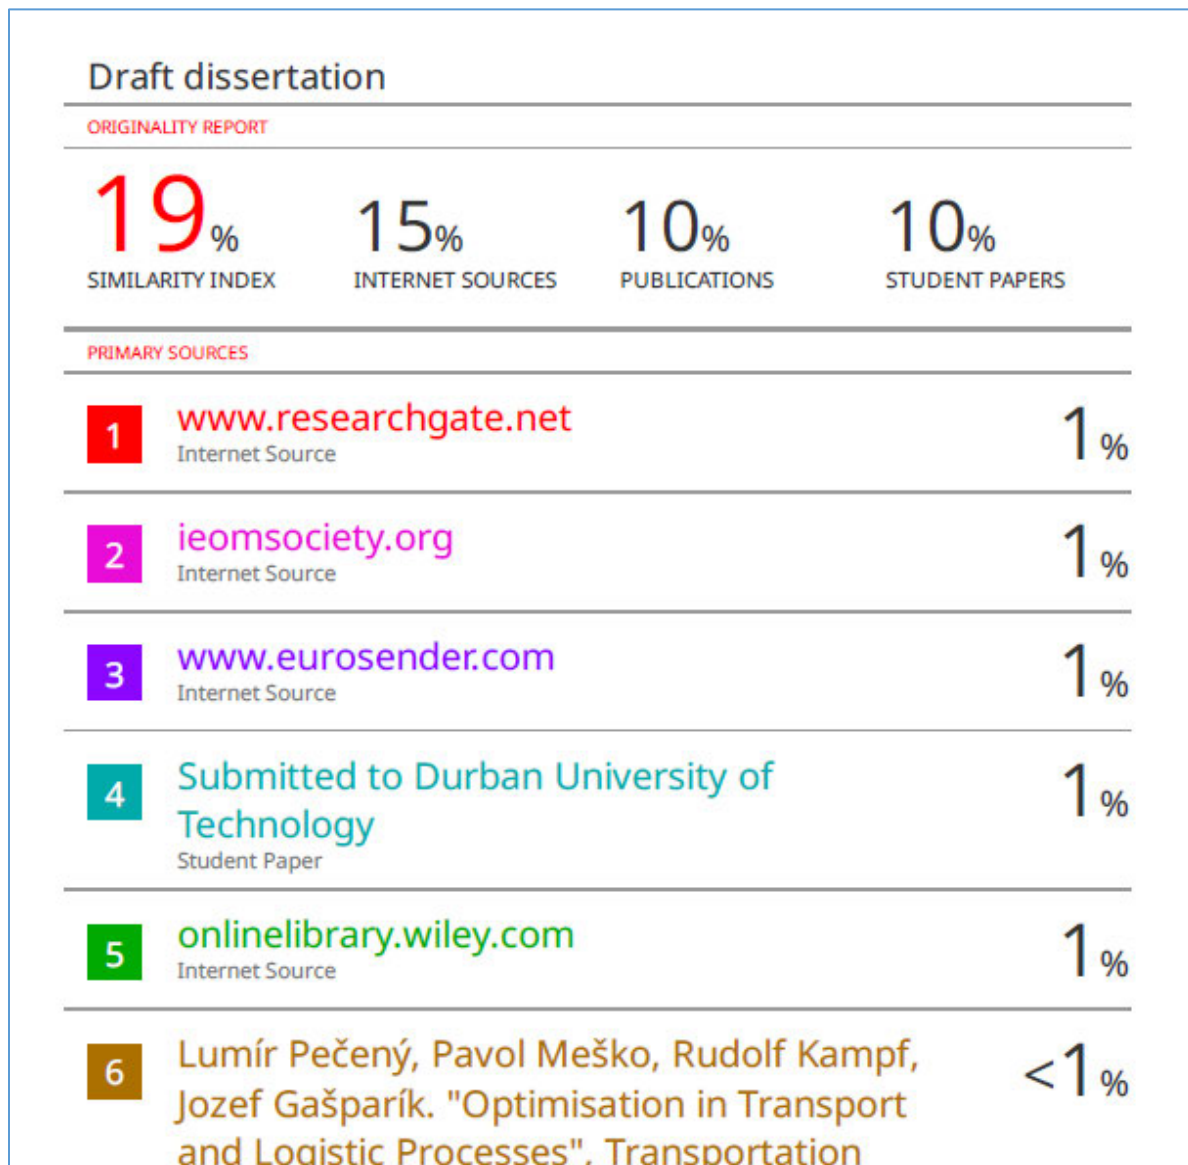 Draft dissertation
ORIGINALITY REPORT
19% 15% 10% 10%
SIMILARITY INDEX INTERNET SOURCES PUBLICATIONS STUDENT PAPERS
PRIMARY SOURCES
1 www.researchgate.net 1%
Internet Source
2 ieomsociety.org 1%
Internet Source
3 www.eurosender.com 1%
Internet Source
4 Submitted to Durban University of 1%
Technology
Student Paper
5 onlinelibrary.wiley.com 1%
Internet Source
6 Lumír Pečený, Pavol Meško, Rudolf Kampf, <1%
Jozef Gašparík. "Optimisation in Transport
and Logistic Processes", Transportation